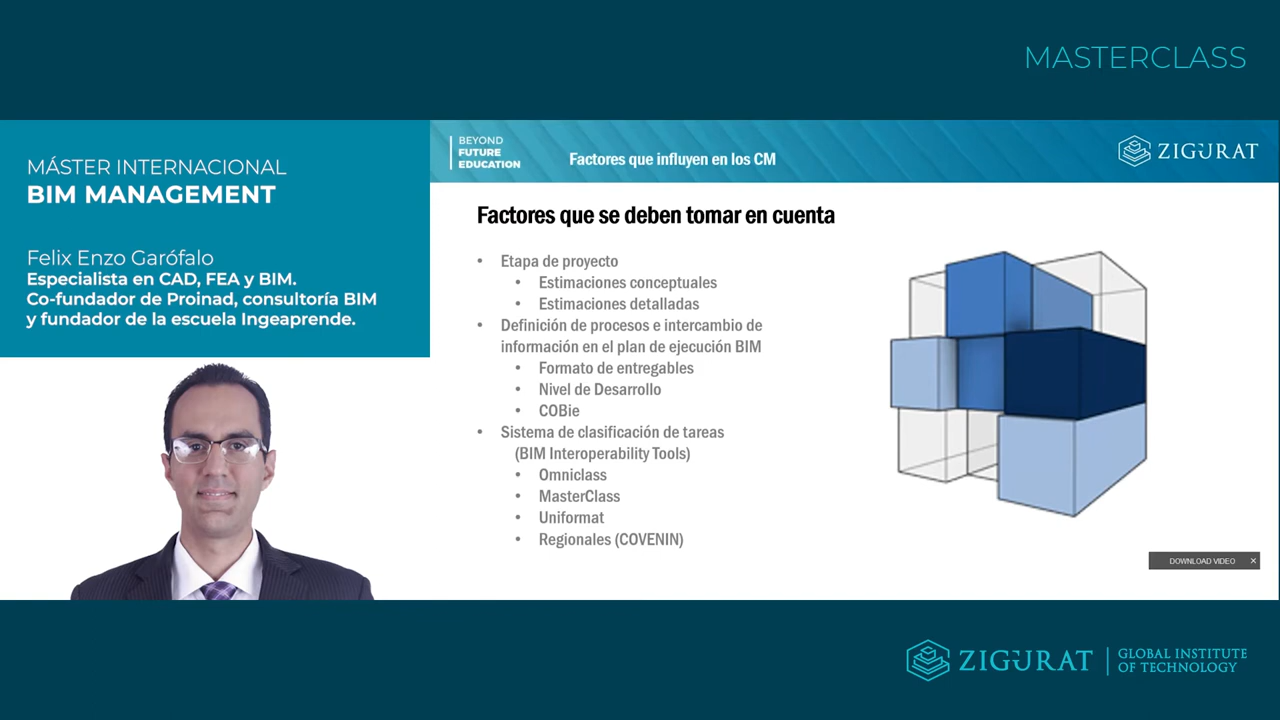 MASTERCLASS
MÁSTER INTERNACIONAL
BIM MANAGEMENT
Felix Enzo Garófalo
Especialista en CAD, FEA y BIM.
Co-fundador de Proinad, consultoría BIM
y fundador de la escuela Ingeaprende.
BEYOND
FUTURE
EDUCATION
Factores que influyen en los CM
ZIGURAT
Factores que se deben tomar en cuenta
• Etapa de proyecto
• Estimaciones conceptuales
• Estimaciones detalladas
• Definición de procesos e intercambio de
información en el plan de ejecución BIM
• Formato de entregables
• Nivel de Desarrollo
• COBie
• Sistema de clasificación de tareas
(BIM Interoperability Tools)
• Omniclass
• MasterClass
• Uniformat
• Regionales (COVENIN)
DOWNLOAD VIDEO ×
ZIGURAT
GLOBAL INSTITUTE
OF TECHNOLOGY